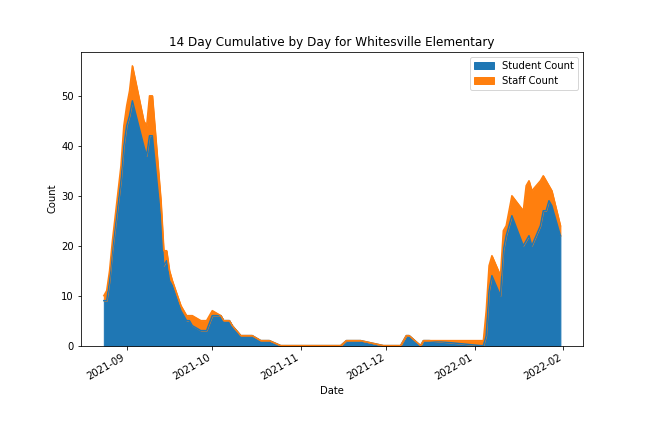 14 Day Cumulative by Day for Whitesville Elementary
Student Count
Staff Count
Count
50
40
30
20
10
0
2021-09
2021-10
2021-11
2021-12
2022-01
2022-02
Date